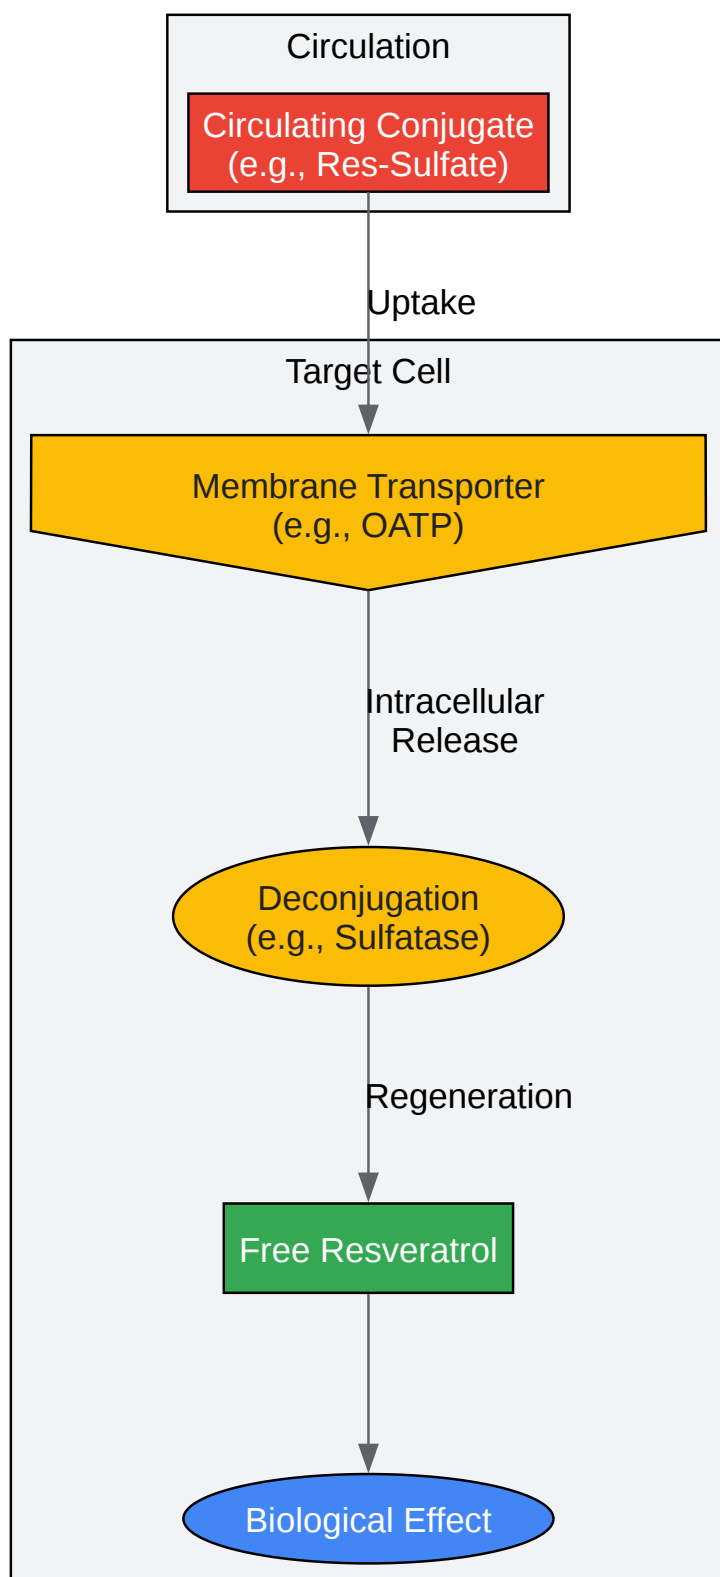 Circulation
Circulating Conjugate
(e.g., Res-Sulfate)
Uptake
Target Cell
Membrane Transporter
(e.g., OATP)
Intracellular
Release
Deconjugation
(e.g., Sulfatase)
Regeneration
Free Resveratrol
Biological Effect